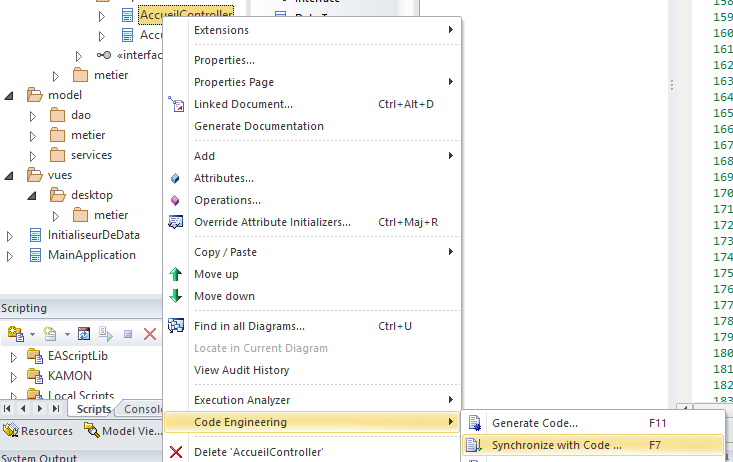 AccueilController
Extensions
Accu
«interfac
Properties...
metier
Properties Page
model
Linked Document... Ctrl+Alt+D
dao
Generate Documentation
metier
services
Add
vues
Attributes...
desktop
Operations...
metier
Override Attribute Initializers... Ctrl+Maj+R
InitialiseurDeData
MainApplication
Copy / Paste
Move up
Move down
Scripting
Find in all Diagrams... Ctrl+U
Locate in Current Diagram
EAScriptLib
View Audit History
KAMON
Local Scripts
Execution Analyzer
Scripts Console
Code Engineering
Generate Code... F11
Resources Model Vie...
Synchronize with Code ... F7
Delete 'AccueilController'
System Output
158
159
160
161
162
163
164
165
166
167
168
169
170
171
172
173
174
175
176
177
178
179
180
181
182
183